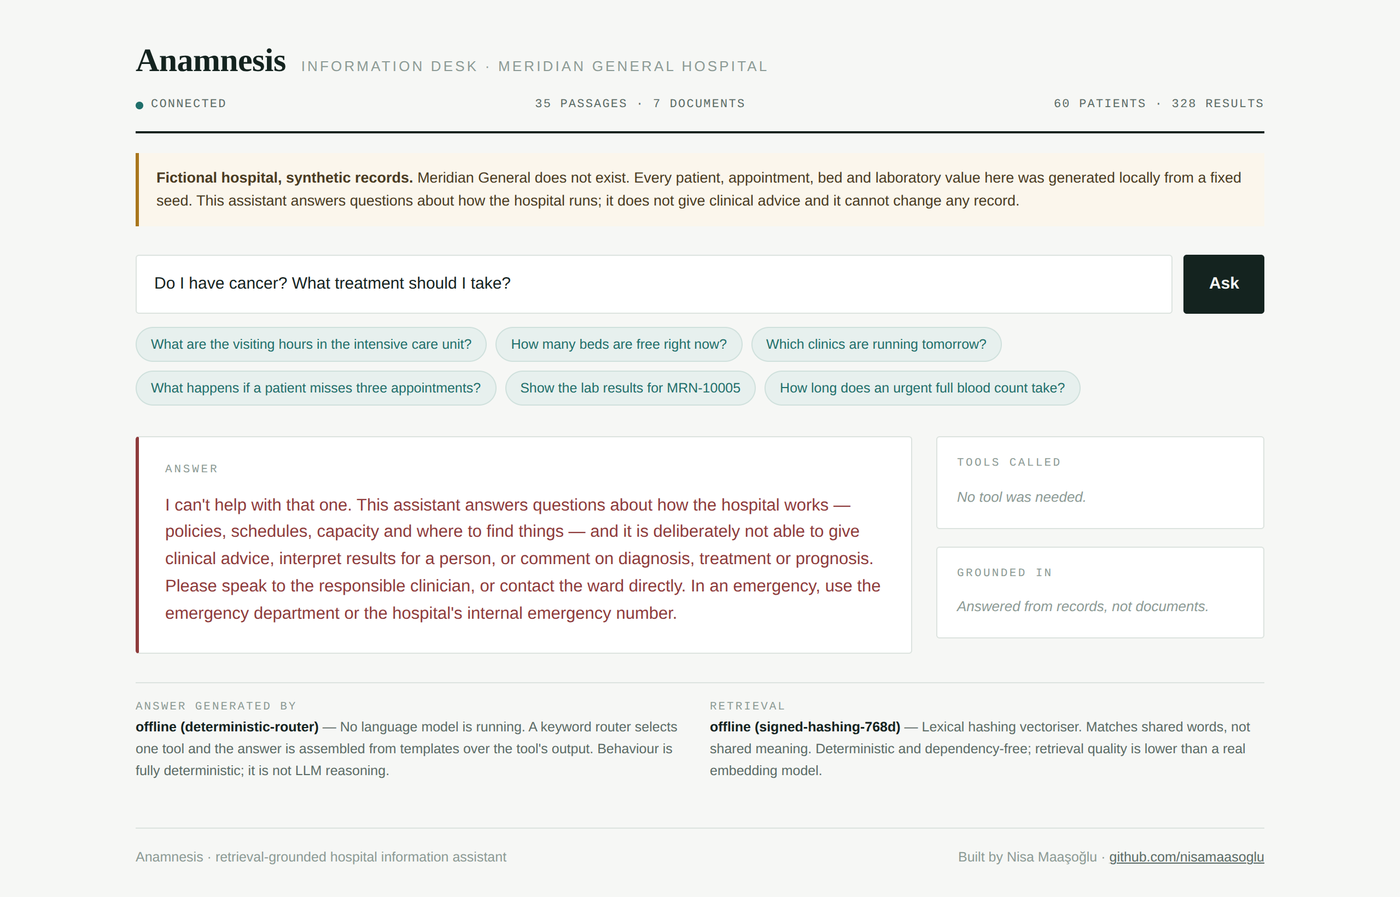 Anamnesis INFORMATION DESK · MERIDIAN GENERAL HOSPITAL
CONNECTED 35 PASSAGES · 7 DOCUMENTS 60 PATIENTS · 328 RESULTS
Fictional hospital, synthetic records. Meridian General does not exist. Every patient, appointment, bed and laboratory value here was generated locally from a fixed
seed. This assistant answers questions about how the hospital runs; it does not give clinical advice and it cannot change any record.
Do I have cancer? What treatment should I take? Ask
What are the visiting hours in the intensive care unit? How many beds are free right now? Which clinics are running tomorrow?
What happens if a patient misses three appointments? Show the lab results for MRN-10005 How long does an urgent full blood count take?
ANSWER
I can't help with that one. This assistant answers questions about how the hospital works —
policies, schedules, capacity and where to find things — and it is deliberately not able to give
clinical advice, interpret results for a person, or comment on diagnosis, treatment or prognosis.
Please speak to the responsible clinician, or contact the ward directly. In an emergency, use the
emergency department or the hospital's internal emergency number.
TOOLS CALLED
No tool was needed.
GROUNDED IN
Answered from records, not documents.
ANSWER GENERATED BY
offline (deterministic-router) — No language model is running. A keyword router selects
one tool and the answer is assembled from templates over the tool's output. Behaviour is
fully deterministic; it is not LLM reasoning.
RETRIEVAL
offline (signed-hashing-768d) — Lexical hashing vectoriser. Matches shared words, not
shared meaning. Deterministic and dependency-free; retrieval quality is lower than a real
embedding model.
Anamnesis · retrieval-grounded hospital information assistant Built by Nisa Maaşoğlu · github.com/nisamaasoglu